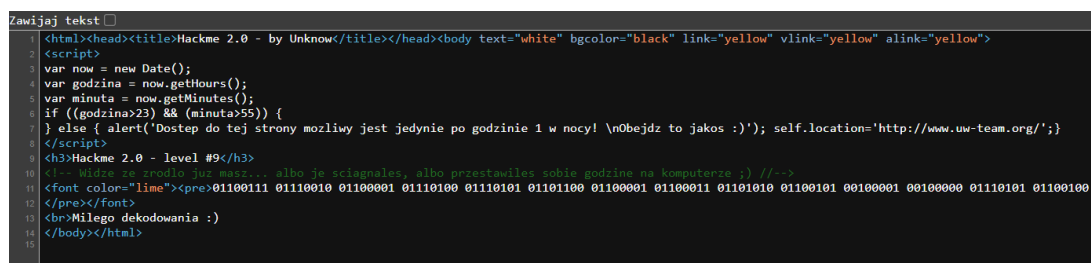 Zawijaj tekst
1 <html><head><title>Hackme 2.0 - by Unknow</title></head><body text="white" bgcolor="black" link="yellow" vlink="yellow" alink="yellow">
2 <script>
3 var now = new Date();
4 var godzina = now.getHours();
5 var minuta = now.getMinutes();
6 if ((godzina>23) && (minuta>55)) {
7 } else { alert('Dostep do tej strony mozliwy jest jedynie po godzinie 1 w nocy! \nObejdz to jakos :)'); self.location='http://www.uw-team.org/';}
8 </script>
9 <h3>Hackme 2.0 - level #9</h3>
10 <!-- Widze ze zrodlo juz masz... albo je sciagnales, albo przestawiles sobie godzine na komputerze ;) //-->
11 <font color="lime"><pre>01100111 01110010 01100001 01110100 01110101 01101100 01100001 01100011 01101010 01100101 00100001 00100000 01110101 01100100
12 </pre></font>
13 <br>Milego dekodowania :)
14 </body></html>
15